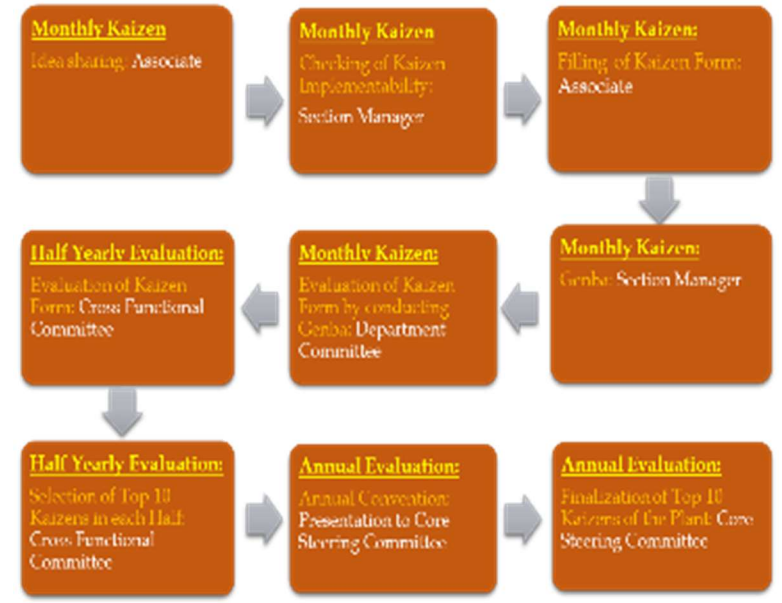 Monthly Kaizen
Idea sharing: Associate
Monthly Kaizen
Checking of Kaizen
Implementability:
Section Manager
Monthly Kaizen:
Filling of Kaizen Form:
Associate
Monthly Kaizen:
Genba: Section Manager
Monthly Kaizen:
Evaluation of Kaizen
Form by conducting
Genba: Department
Committee
Half Yearly Evaluation:
Evaluation of Kaizen
Form: Cross Functional
Committee
Half Yearly Evaluation:
Selection of Top 10
Kaizens in each Half:
Cross Functional
Committee
Annual Evaluation:
Annual Convention:
Presentation to Core
Steering Committee
Annual Evaluation:
Finalization of Top 10
Kaizens of the Plant: Core
Steering Committee